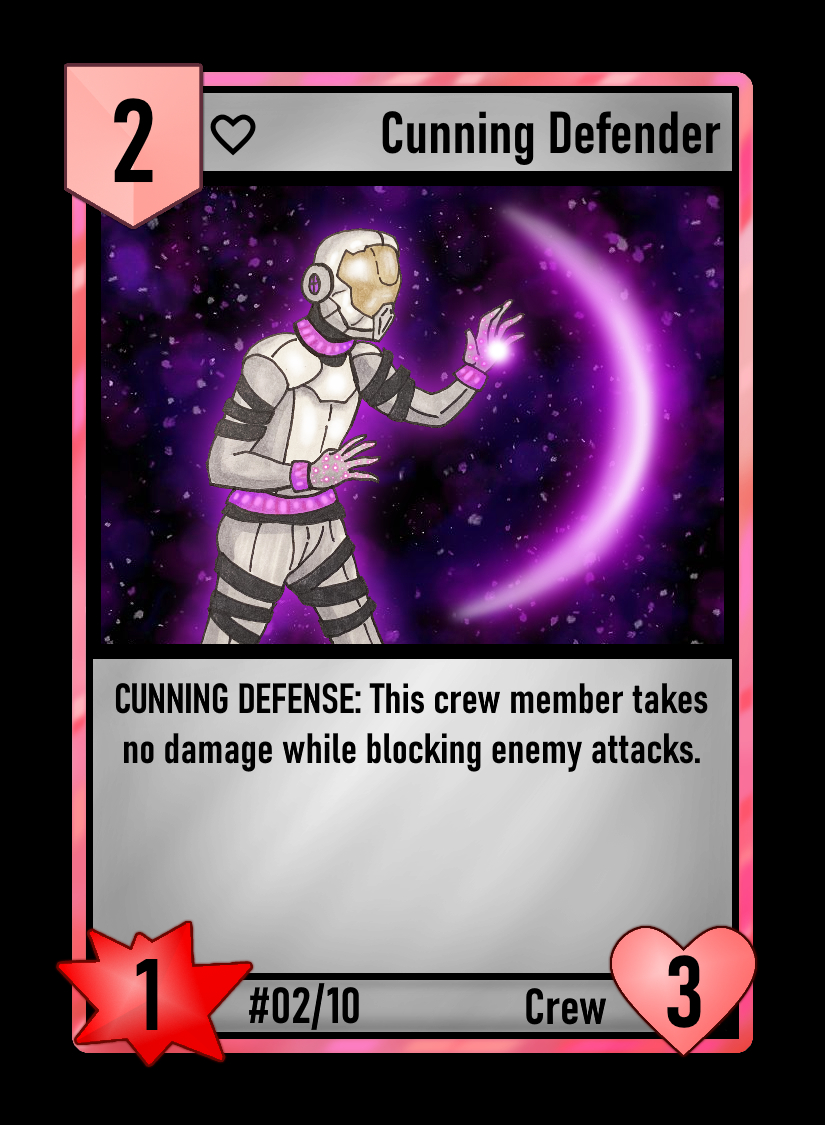 2
Cunning Defender
CUNNING DEFENSE: This crew member takes
no damage while blocking enemy attacks.
1
#02/10
Crew
3